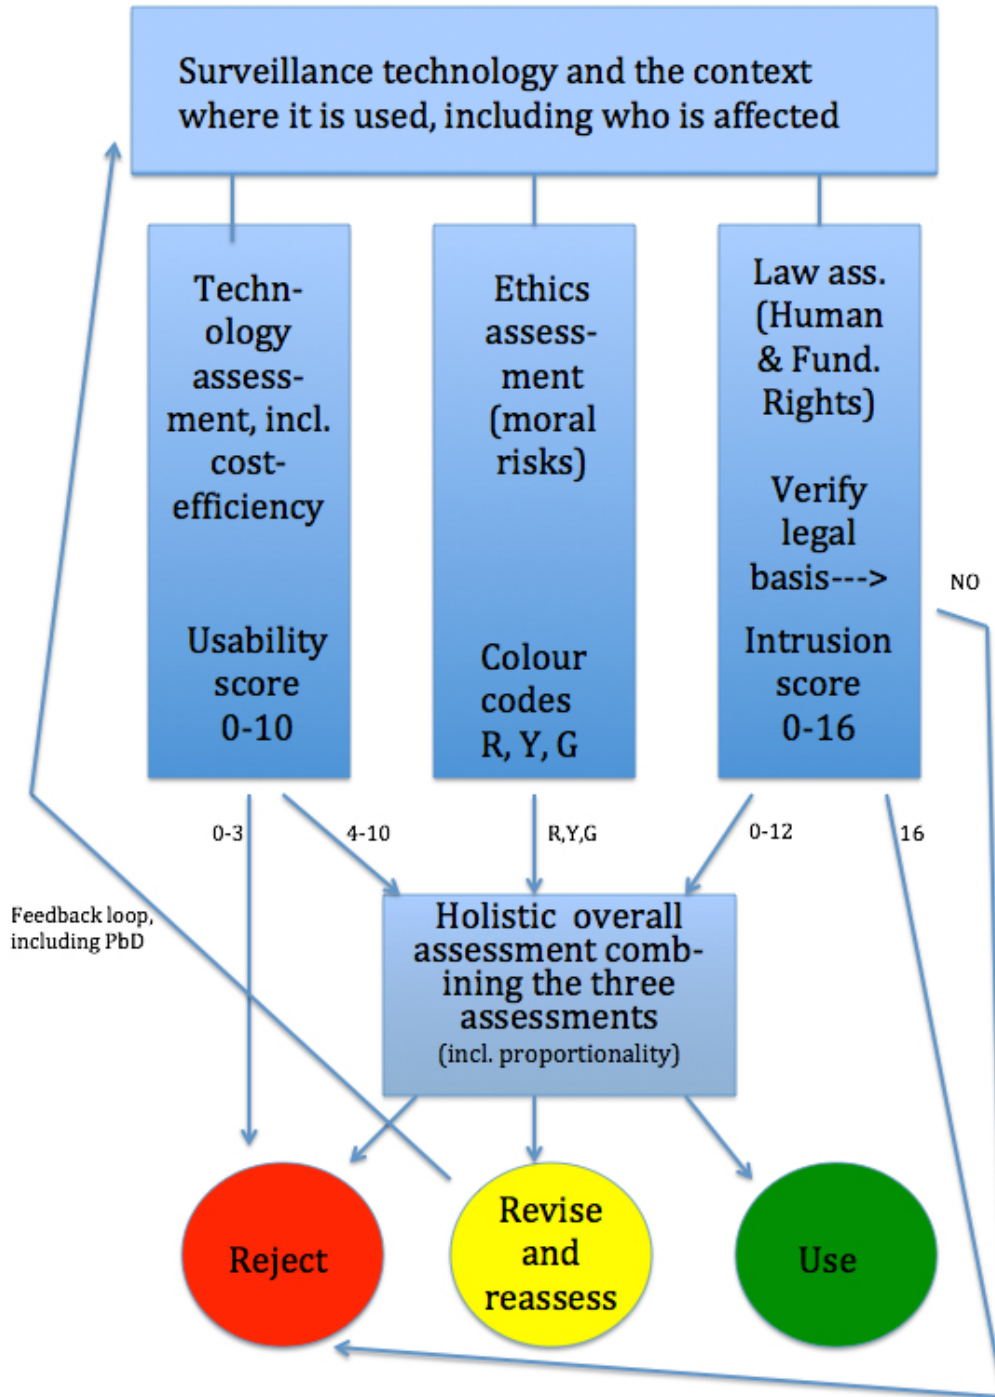 Surveillance technology and the context
where it is used, including who is affected
Techn-
ology
assess-
ment, incl.
cost-
efficiency
Usability
score
0-10
Ethics
assess-
ment
(moral
risks)
Colour
codes
R, Y, G
Law ass.
(Human
& Fund.
Rights)
Verify
legal
basis--->
Intrusion
score
0-16
NO
0-3
4-10
R,Y,G
0-12
16
Feedback loop,
including PbD
Holistic overall
assessment comb-
ining the three
assessments
(incl. proportionality)
Reject
Revise
and
reassess
Use